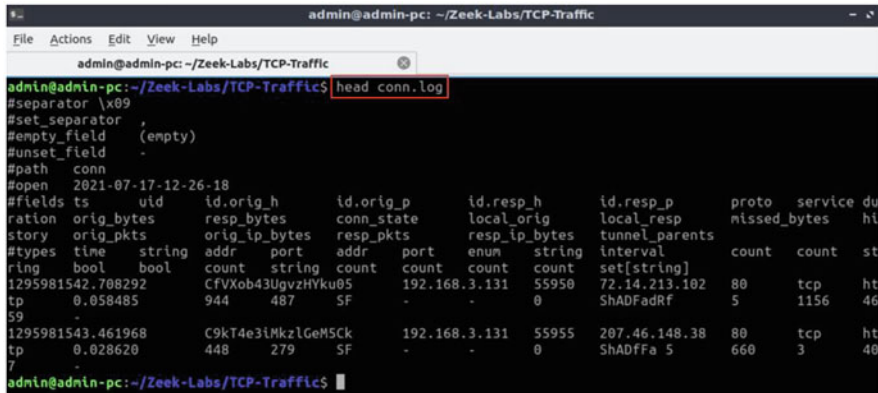 admin@admin-pc: ~/Zeek-Labs/TCP-Traffic
File Actions Edit View Help
admin@admin-pc: ~/Zeek-Labs/TCP-Traffic
admin@admin-pc:~/Zeek-Labs/TCP-Traffic$ head conn.log
#separator \x09
#set_separator ,
#empty_field (empty)
#unset_field -
#path conn
#open 2021-07-17-12-26-18
#fields ts uid id.orig_h id.orig_p id.resp_h id.resp_p proto service du
ration orig_bytes resp_bytes conn_state local_orig local_resp missed_bytes hi
story orig_pkts orig_ip_bytes resp_pkts resp_ip_bytes tunnel_parents
#types time string addr port addr port enum string interval count count st
ring bool bool count string count count count count set[string]
1295981542.708292 CfVXob43UgvzHYku05 192.168.3.131 55950 72.14.213.102 80 tcp ht
tp 0.058485 944 487 SF - - 0 ShADFadRf 5 1156 46
59 -
1295981543.461968 C9kT4e3iMkzlGeM5Ck 192.168.3.131 55955 207.46.148.38 80 tcp ht
tp 0.028620 448 279 SF - - 0 ShADfFa 5 660 3 40
7 -
admin@admin-pc:~/Zeek-Labs/TCP-Traffic$